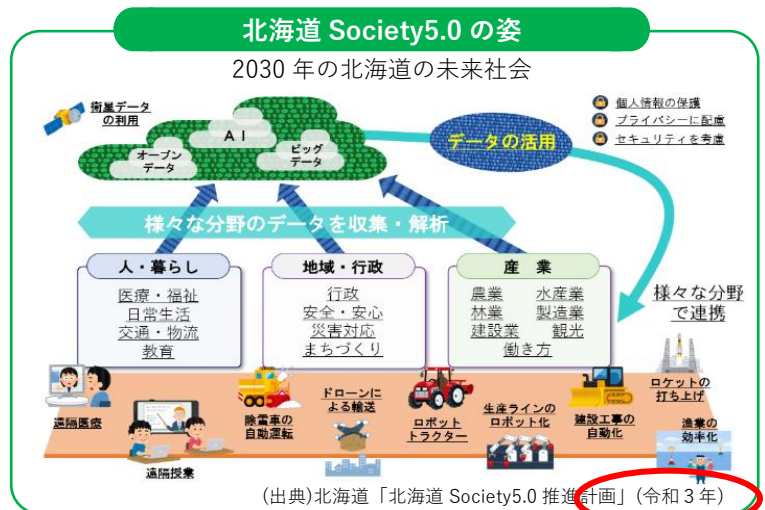 北海道 Society5.0 の姿
2030 年の北海道の未来社会
衛星データ
の利用
AI
オープン
データ
ビッグ
データ
データの活用
個人情報の保護
プライバシーに配慮
セキュリティを考慮
様々な分野のデータを収集・解析
人・暮らし
医療・福祉
日常生活
交通・物流
教育
地域・行政
行政
安全・安心
災害対応
まちづくり
産 業
農業 水産業
林業 製造業
建設業 観光
働き方
様々な分野
で連携
遠隔医療
遠隔授業
除雪車の
自動運転
ドローンに
よる輸送
ロボット
トラクター
生産ラインの
ロボット化
建設工事の
自動化
ロケットの
打ち上げ
漁業の
効率化
(出典)北海道「北海道 Society5.0 推進計画」(令和3年)